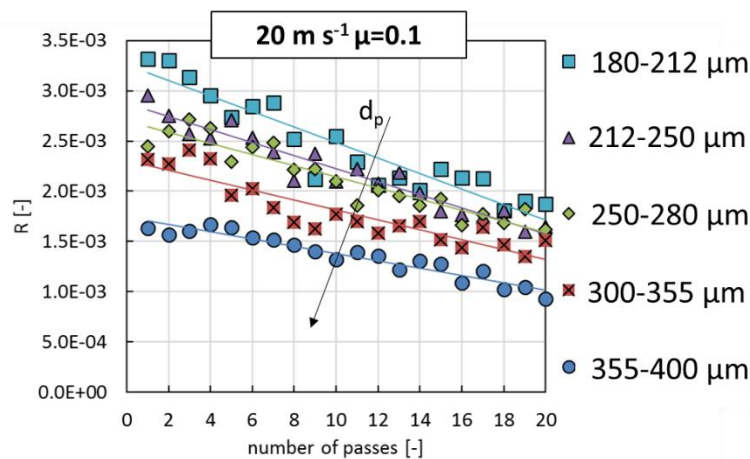 20 m s⁻¹ μ=0.1
3.5E-03
3.0E-03
2.5E-03
2.0E-03
1.5E-03
1.0E-03
5.0E-04
0.0E+00
R [-]
dₚ
0 2 4 6 8 10 12 14 16 18 20
number of passes [-]
180-212 μm
212-250 μm
250-280 μm
300-355 μm
355-400 μm